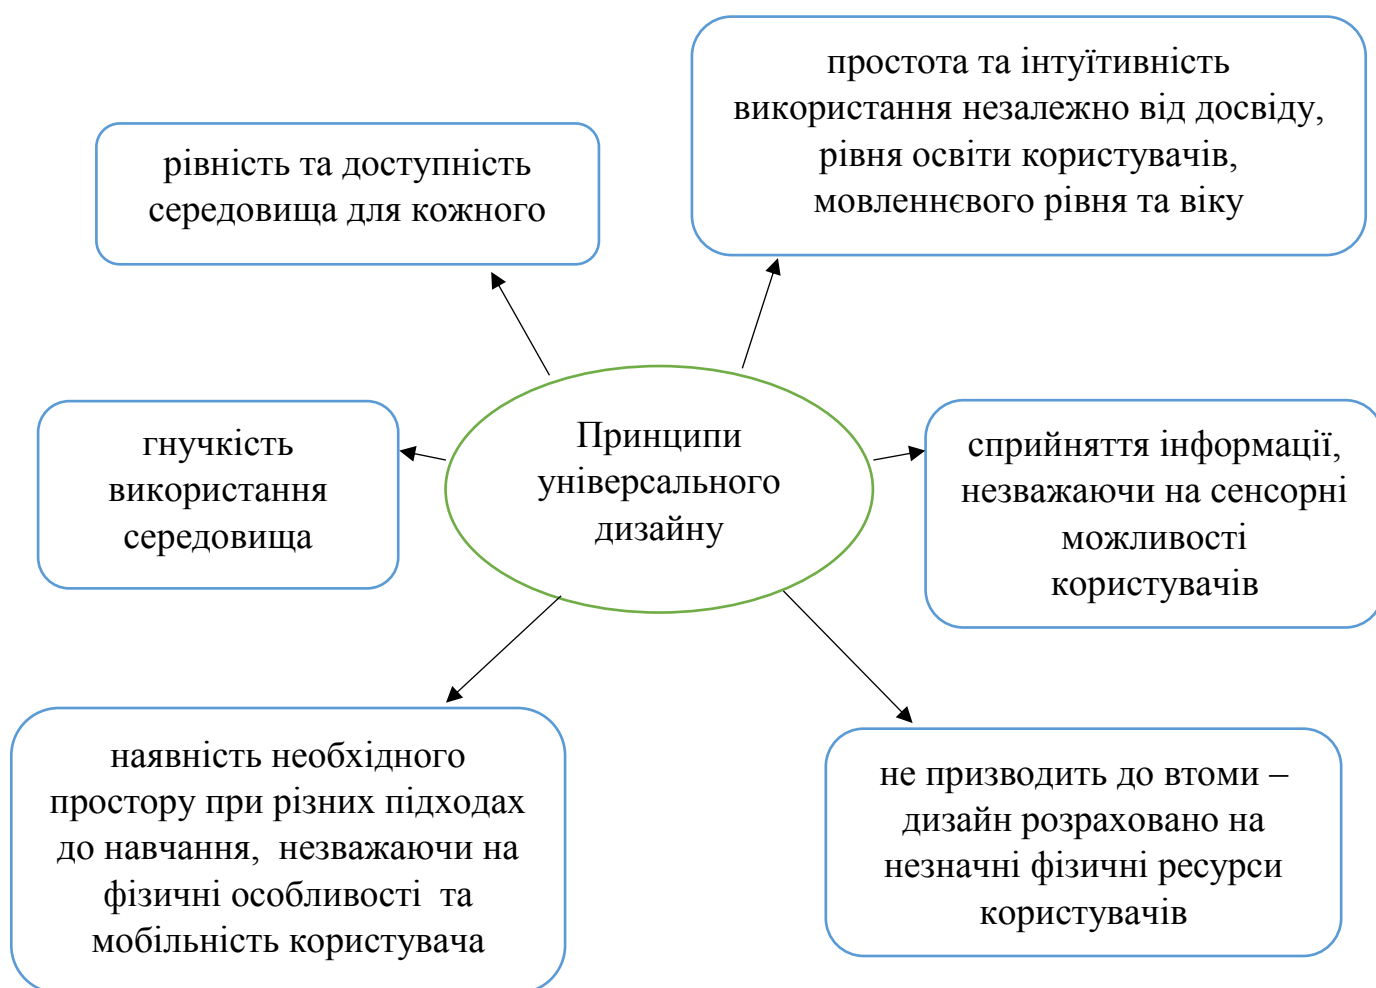 простота та інтуїтивність
використання незалежно від досвіду,
рівня освіти користувачів,
мовленнєвого рівня та віку
рівність та доступність
середовища для кожного
гнучкість
використання
середовища
Принципи
універсального
дизайну
сприйняття інформації,
незважаючи на сенсорні
можливості
користувачів
наявність необхідного
простору при різних підходах
до навчання, незважаючи на
фізичні особливості та
мобільність користувача
не призводить до втоми –
дизайн розраховано на
незначні фізичні ресурси
користувачів